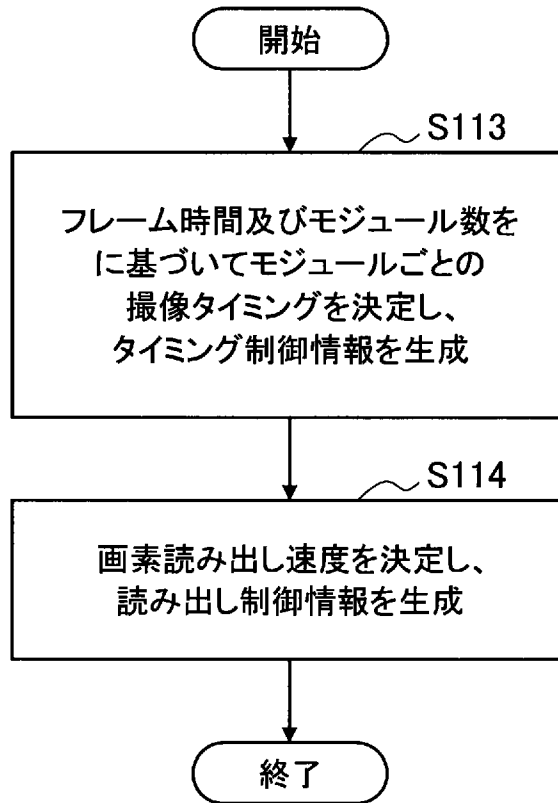 開始
S113
フレーム時間及びモジュール数を
に基づいてモジュールごとの
撮像タイミングを決定し、
タイミング制御情報を生成
S114
画素読み出し速度を決定し、
読み出し制御情報を生成
終了